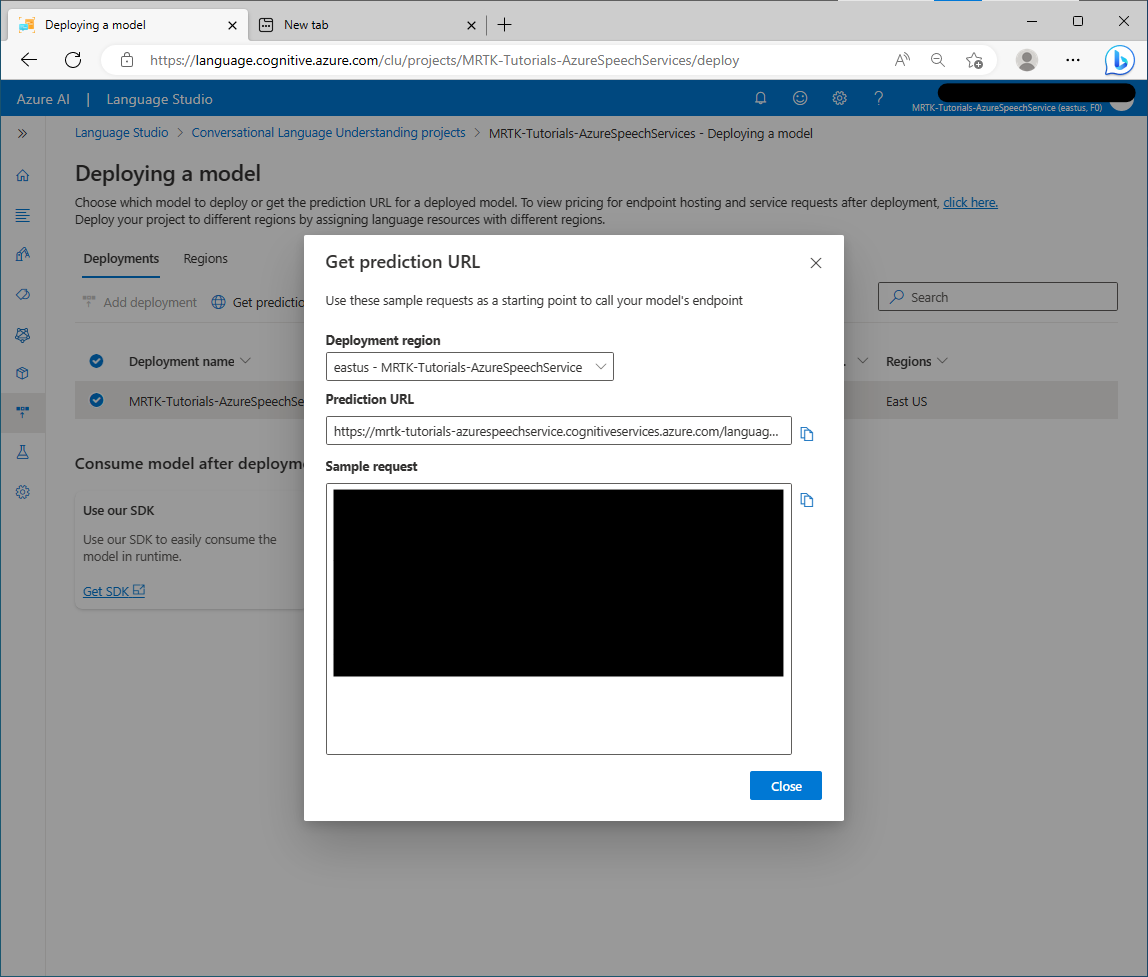 Deploying a model
New tab
https://language.cognitive.azure.com/clu/projects/MRTK-Tutorials-AzureSpeechServices/deploy
Azure AI | Language Studio
MRTK-Tutorials-AzureSpeechService (eastus, F0)
Language Studio > Conversational Language Understanding projects > MRTK-Tutorials-AzureSpeechServices - Deploying a model
Deploying a model
Choose which model to deploy or get the prediction URL for a deployed model. To view pricing for endpoint hosting and service requests after deployment, click here.
Deploy your project to different regions by assigning language resources with different regions.
Deployments Regions
Add deployment Get predictio
Search
Deployment name
Regions
MRTK-Tutorials-AzureSpeechSe
East US
Consume model after deploym
Use our SDK
Use our SDK to easily consume the
model in runtime.
Get SDK
Get prediction URL
Use these sample requests as a starting point to call your model's endpoint
Deployment region
eastus - MRTK-Tutorials-AzureSpeechService
Prediction URL
https://mrtk-tutorials-azurespeechservice.cognitiveservices.azure.com/languag...
Sample request
Close